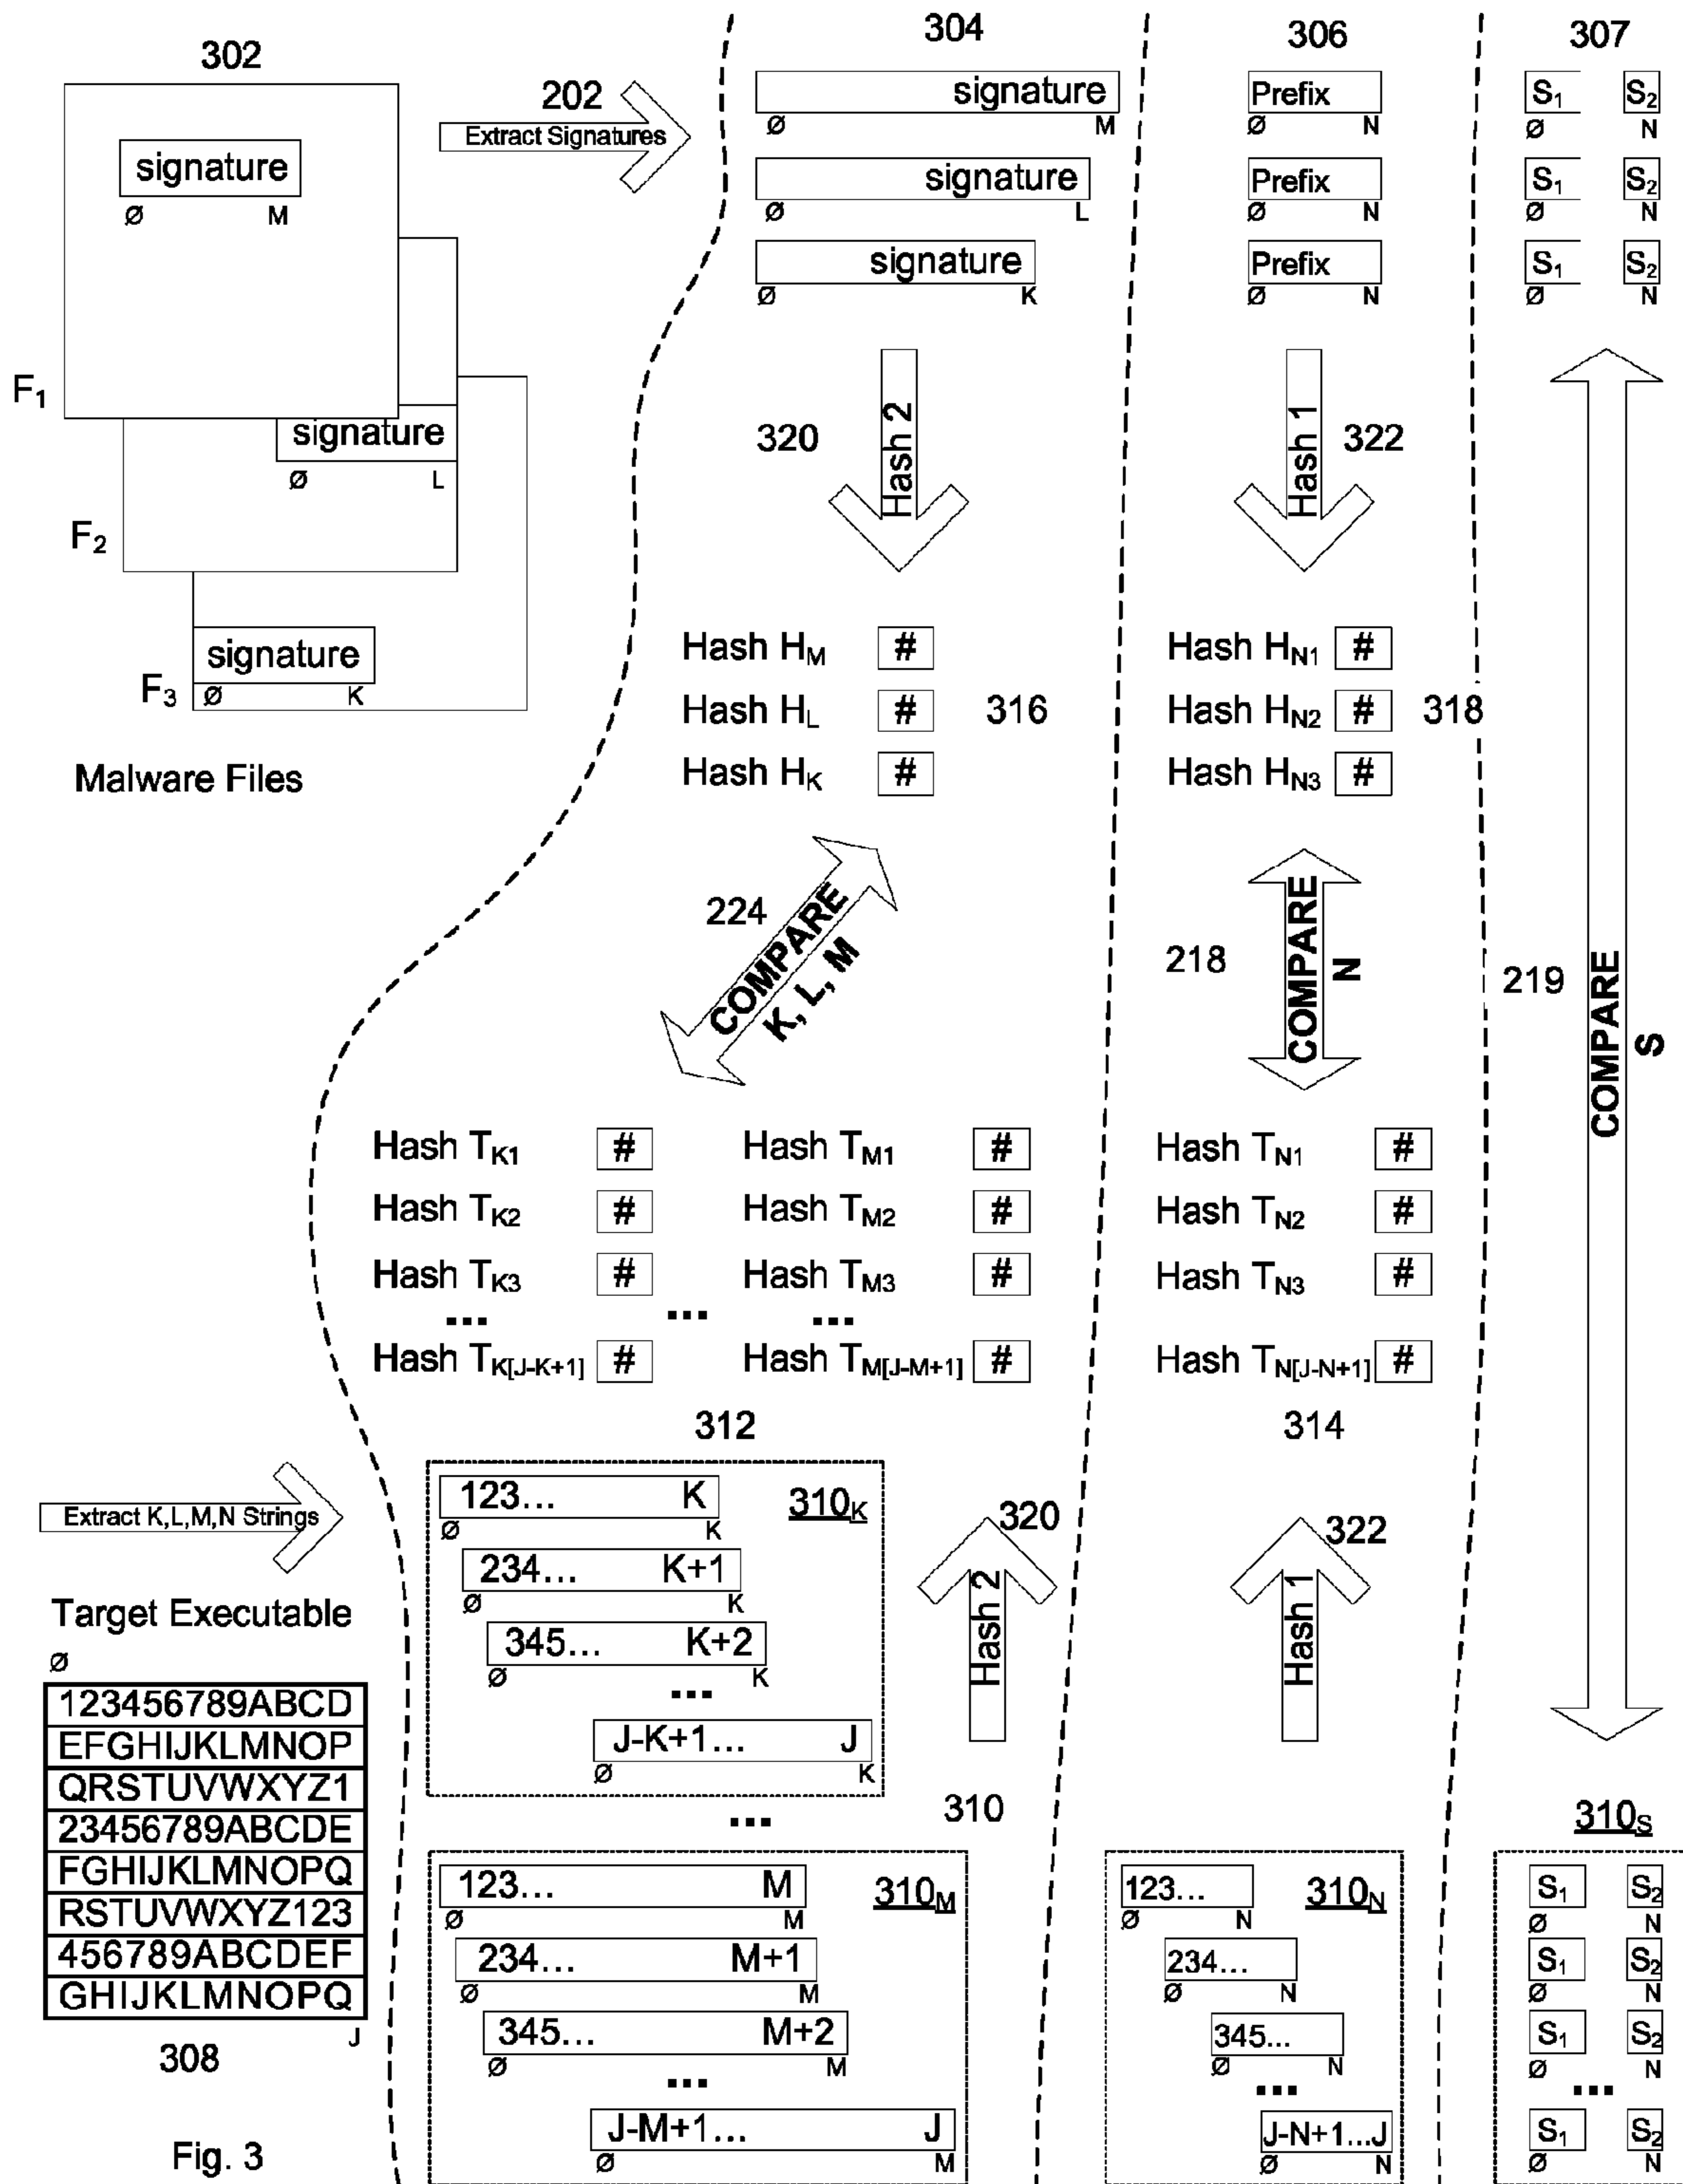 302
304
306
307
signature
Ø M
202
Extract Signatures
signature
Ø M
signature
Ø L
signature
Ø K
Prefix
Ø N
Prefix
Ø N
Prefix
Ø N
S1 S2
Ø N
S1 S2
Ø N
S1 S2
Ø N
F1
signature
Ø L
F2
signature
F3 Ø K
Malware Files
320
Hash 2
Hash 1
322
Hash HM #
Hash HL # 316
Hash HK #
Hash HN1 #
Hash HN2 # 318
Hash HN3 #
224
COMPARE
K, L, M
218
COMPARE
N
219
COMPARE
S
Hash TK1 # Hash TM1 #
Hash TK2 # Hash TM2 #
Hash TK3 # Hash TM3 #
... ... ...
Hash TK[J-K+1] # Hash TM[J-M+1] #
312
Hash TN1 #
Hash TN2 #
Hash TN3 #
Hash TN[J-N+1] #
314
Extract K,L,M,N Strings
Target Executable
Ø
123456789ABCD
EFGHIJKLMNOP
QRSTUVWXYZ1
23456789ABCDE
FGHIJKLMNOPQ
RSTUVWXYZ123
456789ABCDEF
GHIJKLMNOPQ
J
308
Fig. 3
123... K
310K
Ø K
234... K+1
Ø K
345... K+2
Ø K
...
J-K+1... J
Ø K
...
320
Hash 2
310
322
Hash 1
123... M
310M
Ø M
234... M+1
Ø M
345... M+2
Ø M
...
J-M+1... J
Ø M
123...
310N
Ø N
234...
Ø N
345...
Ø N
...
J-N+1...J
Ø N
310S
S1 S2
Ø N
S1 S2
Ø N
S1 S2
Ø N
...
S1 S2
Ø N